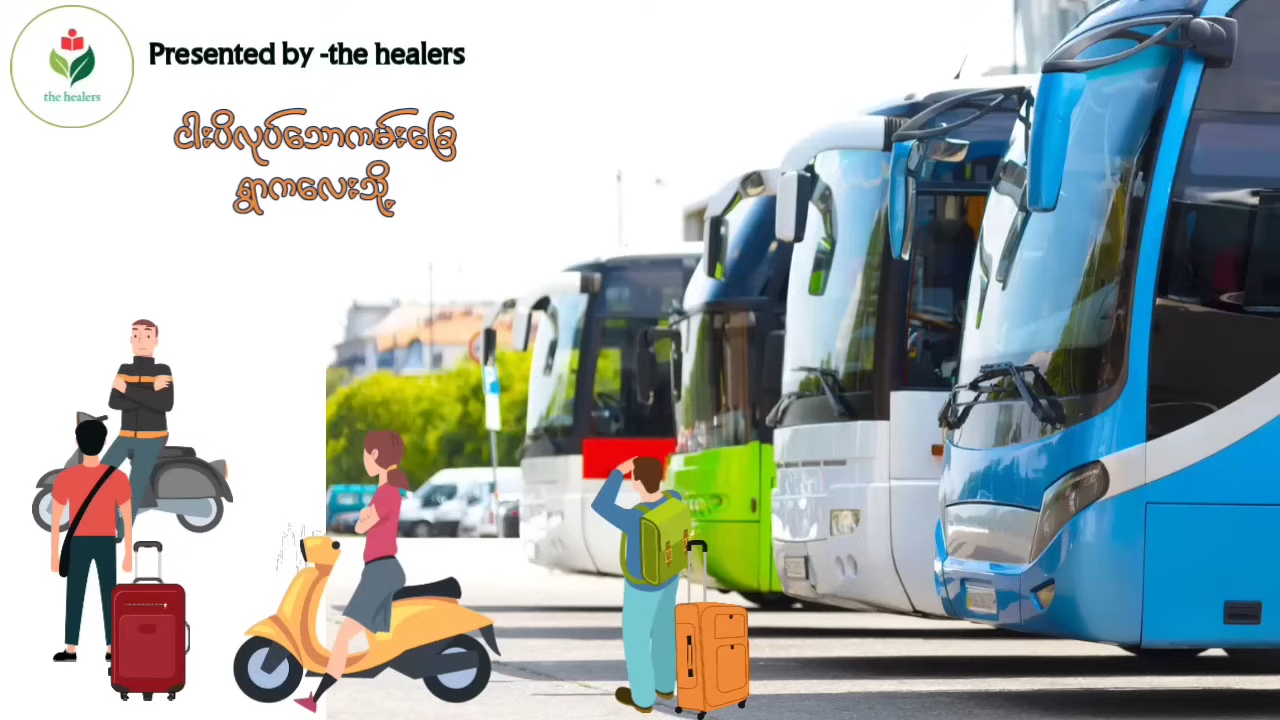 the healers
Presented by -the healers
ငါးပိလုပ်သောကမ်းခြေ
ရွာကလေးသို့